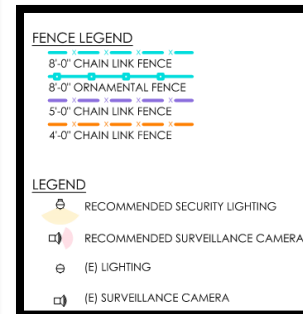 FENCE LEGEND
8'-0" CHAIN LINK FENCE
8'-0" ORNAMENTAL FENCE
5'-0" CHAIN LINK FENCE
4'-0" CHAIN LINK FENCE
LEGEND
RECOMMENDED SECURITY LIGHTING
RECOMMENDED SURVEILLANCE CAMERA
(E) LIGHTING
(E) SURVEILLANCE CAMERA